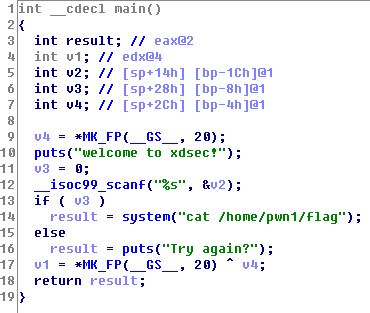 1 int __cdecl main()
2 {
3 int result; // eax@2
4 int v1; // edx@4
5 int v2; // [sp+14h] [bp-1Ch]@1
6 int v3; // [sp+28h] [bp-8h]@1
7 int v4; // [sp+2Ch] [bp-4h]@1
8
9 v4 = *MK_FP(__GS__, 20);
10 puts("welcome to xdsec!");
11 v3 = 0;
12 __isoc99_scanf("%s", &v2);
13 if ( v3 )
14 result = system("cat /home/pwn1/flag");
15 else
16 result = puts("Try again?");
17 v1 = *MK_FP(__GS__, 20) ^ v4;
18 return result;
19 }